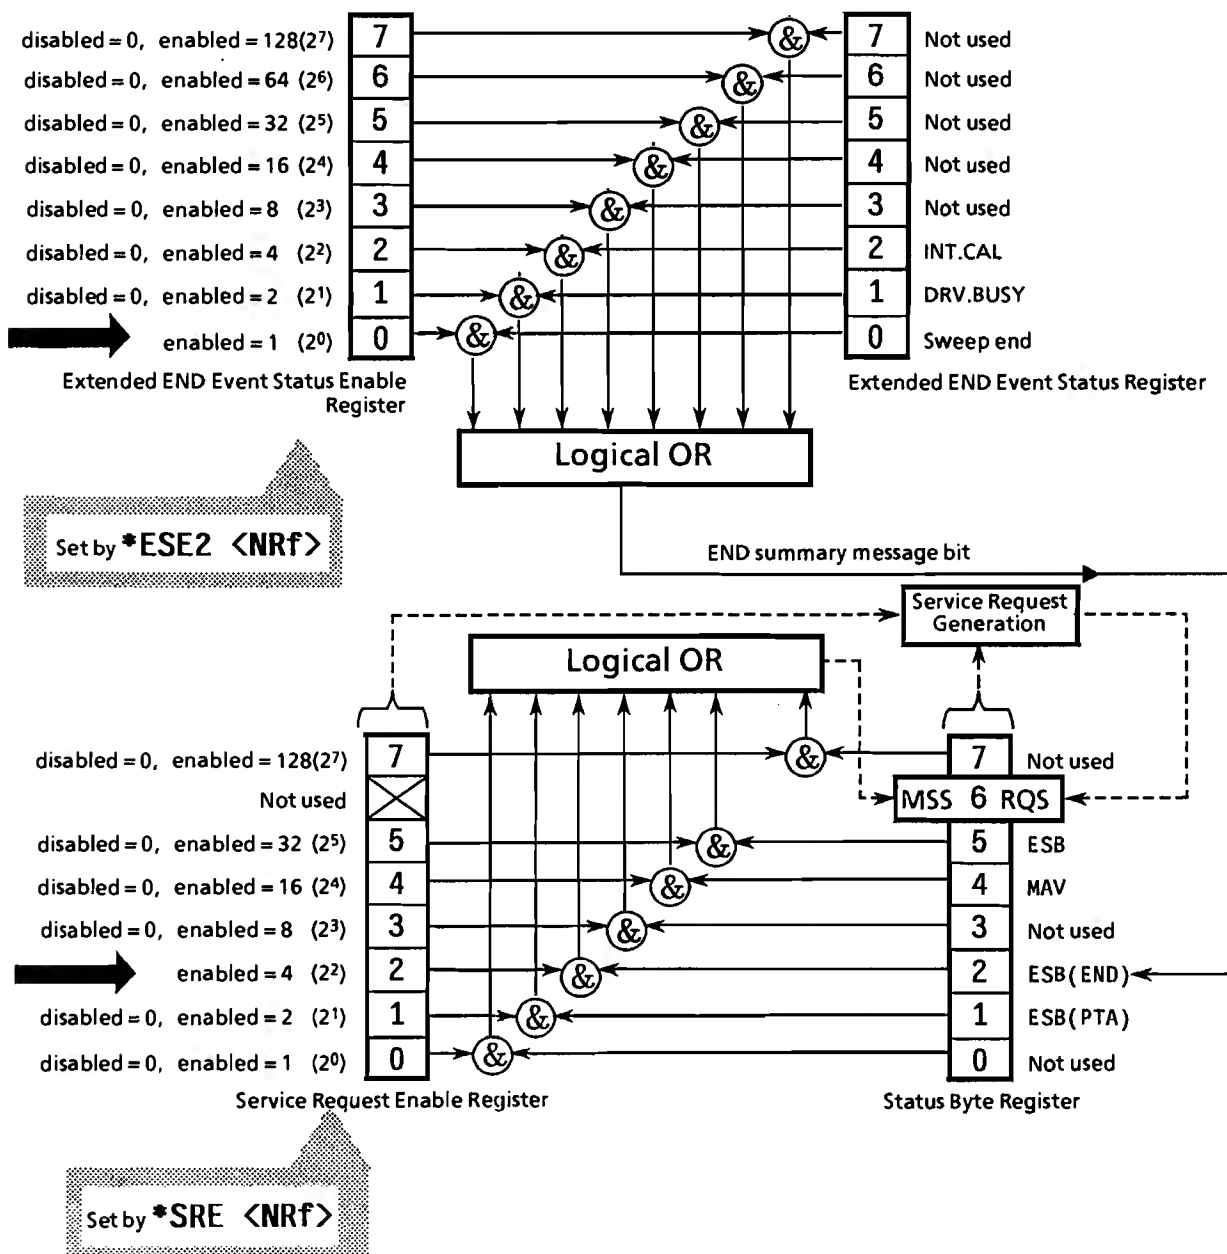 disabled = 0, enabled = 128(2⁷) 7 & 7 Not used
disabled = 0, enabled = 64 (2⁶) 6 & 6 Not used
disabled = 0, enabled = 32 (2⁵) 5 & 5 Not used
disabled = 0, enabled = 16 (2⁴) 4 & 4 Not used
disabled = 0, enabled = 8 (2³) 3 & 3 Not used
disabled = 0, enabled = 4 (2²) 2 & 2 INT.CAL
disabled = 0, enabled = 2 (2¹) 1 & 1 DRV.BUSY
enabled = 1 (2⁰) 0 & 0 Sweep end
Extended END Event Status Enable
Register
Extended END Event Status Register
Logical OR
Set by *ESE2 <NRf>
END summary message bit
Service Request
Generation
Logical OR
disabled = 0, enabled = 128(2⁷) 7 & 7 Not used
Not used MSS 6 RQS
disabled = 0, enabled = 32 (2⁵) 5 & 5 ESB
disabled = 0, enabled = 16 (2⁴) 4 & 4 MAV
disabled = 0, enabled = 8 (2³) 3 & 3 Not used
enabled = 4 (2²) 2 & 2 ESB(END)
disabled = 0, enabled = 2 (2¹) 1 & 1 ESB(PTA)
disabled = 0, enabled = 1 (2⁰) 0 & 0 Not used
Service Request Enable Register
Status Byte Register
Set by *SRE <NRf>